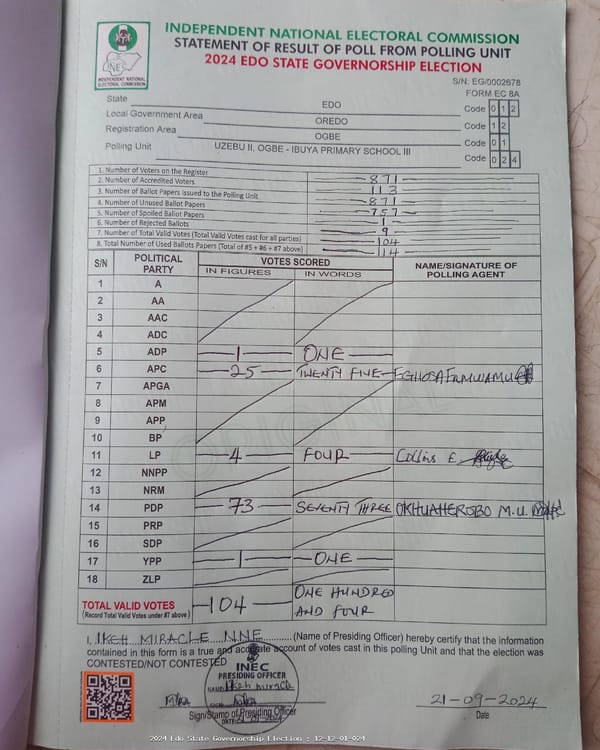 INEC
INDEPENDENT NATIONAL ELECTORAL COMMISSION
INDEPENDENT NATIONAL ELECTORAL COMMISSION
STATEMENT OF RESULT OF POLL FROM POLLING UNIT
2024 EDO STATE GOVERNORSHIP ELECTION
S/N: EG/0002678
FORM EC 8A
State EDO Code 0 1 2
Local Government Area OREDO Code 1 2
Registration Area OGBE Code 0 1
Polling Unit UZEBU II, OGBE - IBUYA PRIMARY SCHOOL III Code 0 2 4
1. Number of Voters on the Register 871
2. Number of Accredited Voters 113
3. Number of Ballot Papers Issued to the Polling Unit 871
4. Number of Unused Ballot Papers 757
5. Number of Spoiled Ballot Papers 1
6. Number of Rejected Ballots 9
7. Number of Total Valid Votes (Total Valid Votes cast for all parties) 104
8. Total Number of Used Ballots Papers (Total of #5 + #6 + #7 above) 114
S/N POLITICAL PARTY VOTES SCORED NAME/SIGNATURE OF POLLING AGENT
IN FIGURES IN WORDS
1 A
2 AA
3 AAC
4 ADC
5 ADP 1 ONE
6 APC 25 TWENTY FIVE
7 APGA
8 APM
9 APP
10 BP
11 LP 4 FOUR Collins E.
12 NNPP
13 NRM
14 PDP 73 SEVENTY THREE OKHUAHEROBO M.U.
15 PRP
16 SDP
17 YPP 1 ONE
18 ZLP
TOTAL VALID VOTES 104 ONE HUNDRED AND FOUR
(Record Total Valid Votes under #7 above)
I, IKEH MIRACLE NNE (Name of Presiding Officer) hereby certify that the information
contained in this form is a true and accurate account of votes cast in this polling Unit and that the election was
CONTESTED/NOT CONTESTED
INEC
PRESIDING OFFICER
NAME: Ikeh miracle
DATE: 21-09-2024
Sign/Stamp of Presiding Officer
21-09-2024
Date
2024 Edo State Governorship Election : 12-12-01-024